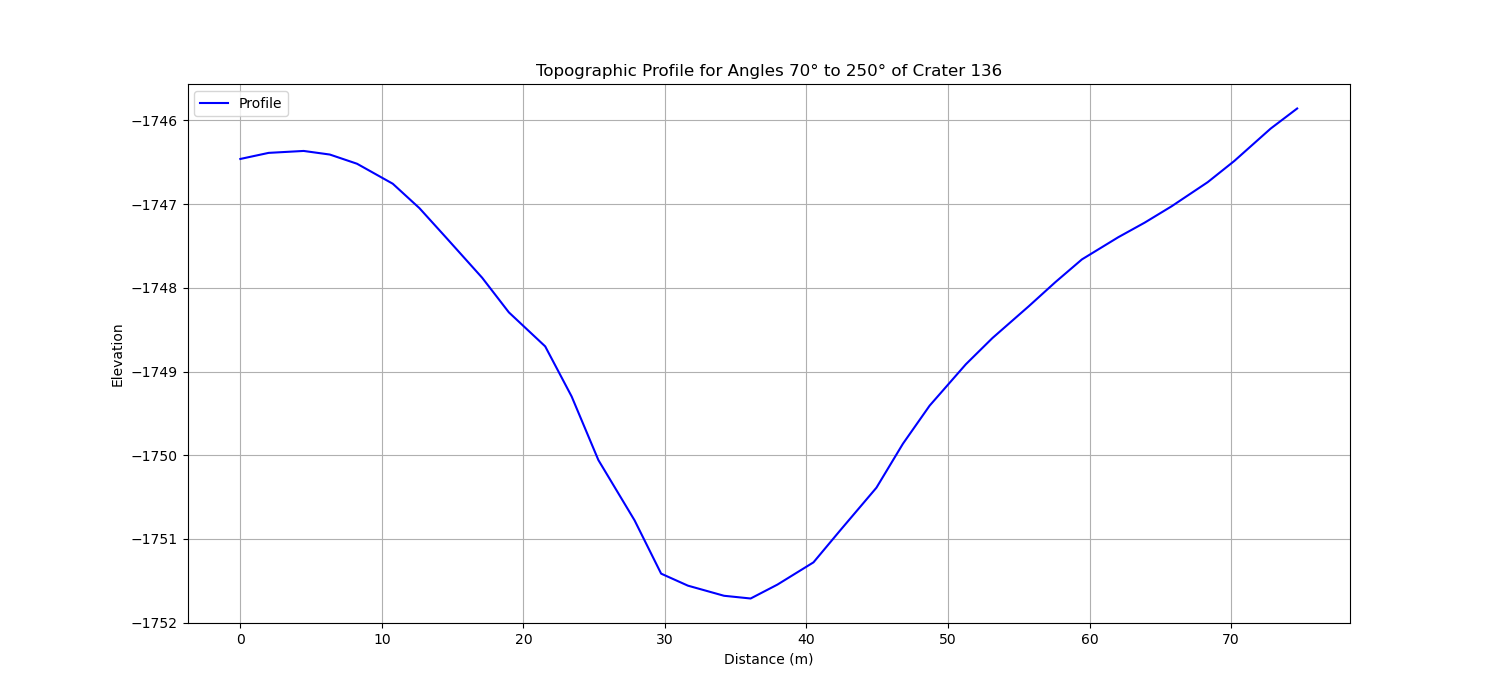 Topographic Profile for Angles 70° to 250° of Crater 136
Profile
−1746
−1747
−1748
−1749
−1750
−1751
−1752
Elevation
0 10 20 30 40 50 60 70
Distance (m)